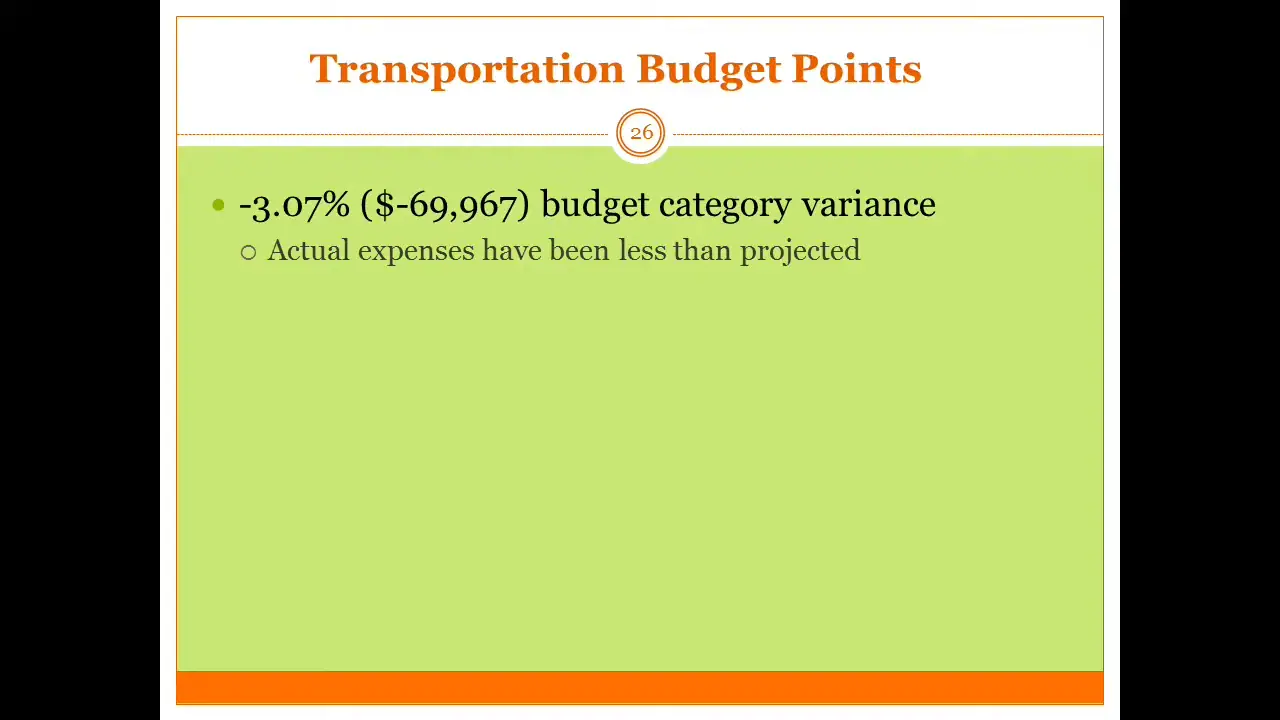 Transportation Budget Points
26
• -3.07% ($-69,967) budget category variance
○ Actual expenses have been less than projected